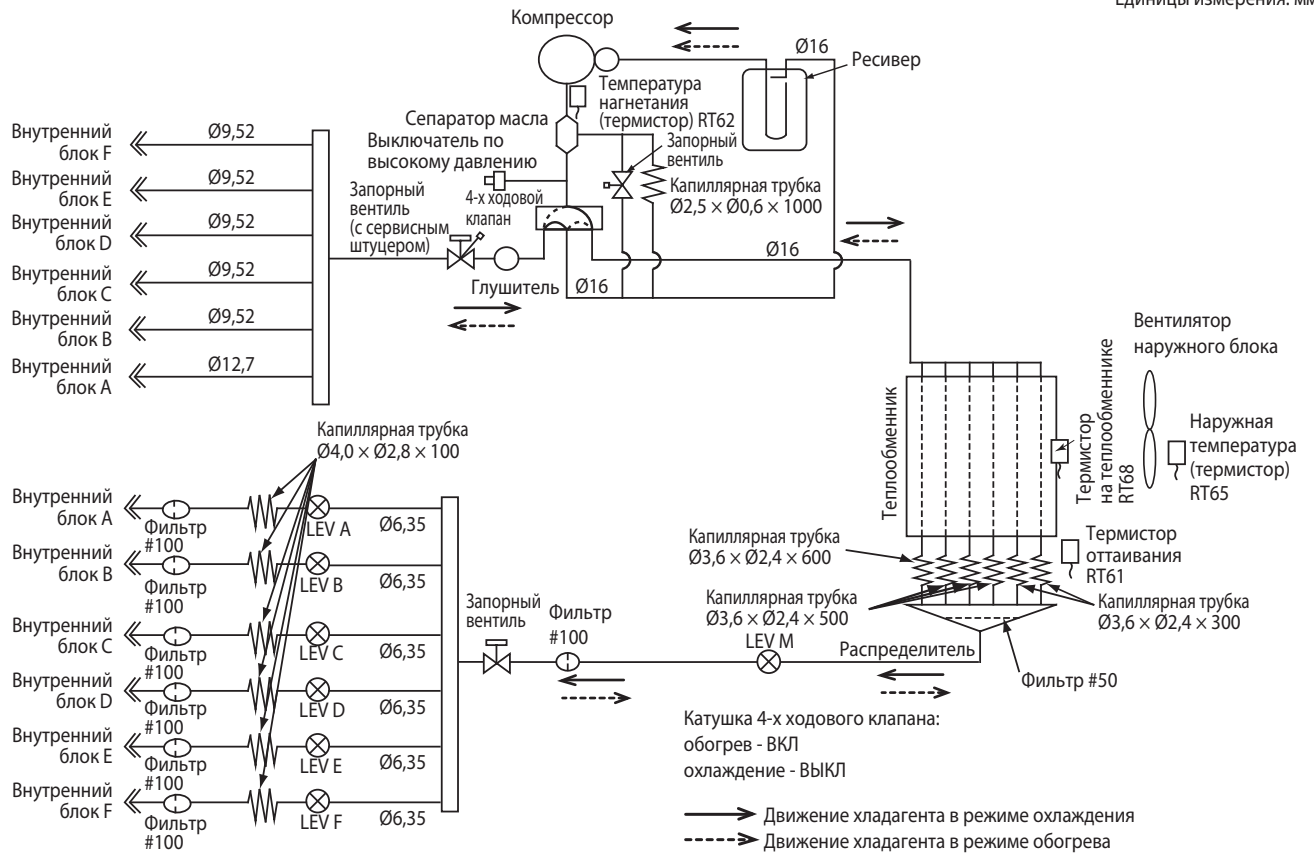 Единицы измерения: мм
Компрессор
Ø16
Ресивер
Температура
нагнетания
(термистор) RT62
Сепаратор масла
Выключатель по
высокому давлению
Запорный
вентиль
Капиллярная трубка
Ø2,5 × Ø0,6 × 1000
4-х ходовой
клапан
Запорный
вентиль
(с сервисным
штуцером)
Глушитель
Ø16
Ø16
Внутренний
блок F
Ø9,52
Внутренний
блок E
Ø9,52
Внутренний
блок D
Ø9,52
Внутренний
блок C
Ø9,52
Внутренний
блок B
Ø9,52
Внутренний
блок A
Ø12,7
Вентилятор
наружного блока
Теплообменник
Термистор
на теплообменнике
RT68
Наружная
температура
(термистор)
RT65
Термистор
оттаивания
RT61
Капиллярная трубка
Ø3,6 × Ø2,4 × 600
Капиллярная трубка
Ø3,6 × Ø2,4 × 500
Капиллярная трубка
Ø3,6 × Ø2,4 × 300
LEV M
Распределитель
Фильтр #50
Капиллярная трубка
Ø4,0 × Ø2,8 × 100
Внутренний
блок A
Фильтр
#100
LEV A
Ø6,35
Внутренний
блок B
Фильтр
#100
LEV B
Ø6,35
Внутренний
блок C
Фильтр
#100
LEV C
Ø6,35
Внутренний
блок D
Фильтр
#100
LEV D
Ø6,35
Внутренний
блок E
Фильтр
#100
LEV E
Ø6,35
Внутренний
блок F
Фильтр
#100
LEV F
Ø6,35
Запорный
вентиль
Фильтр
#100
Катушка 4-х ходового клапана:
обогрев - ВКЛ
охлаждение - ВЫКЛ
Движение хладагента в режиме охлаждения
Движение хладагента в режиме обогрева